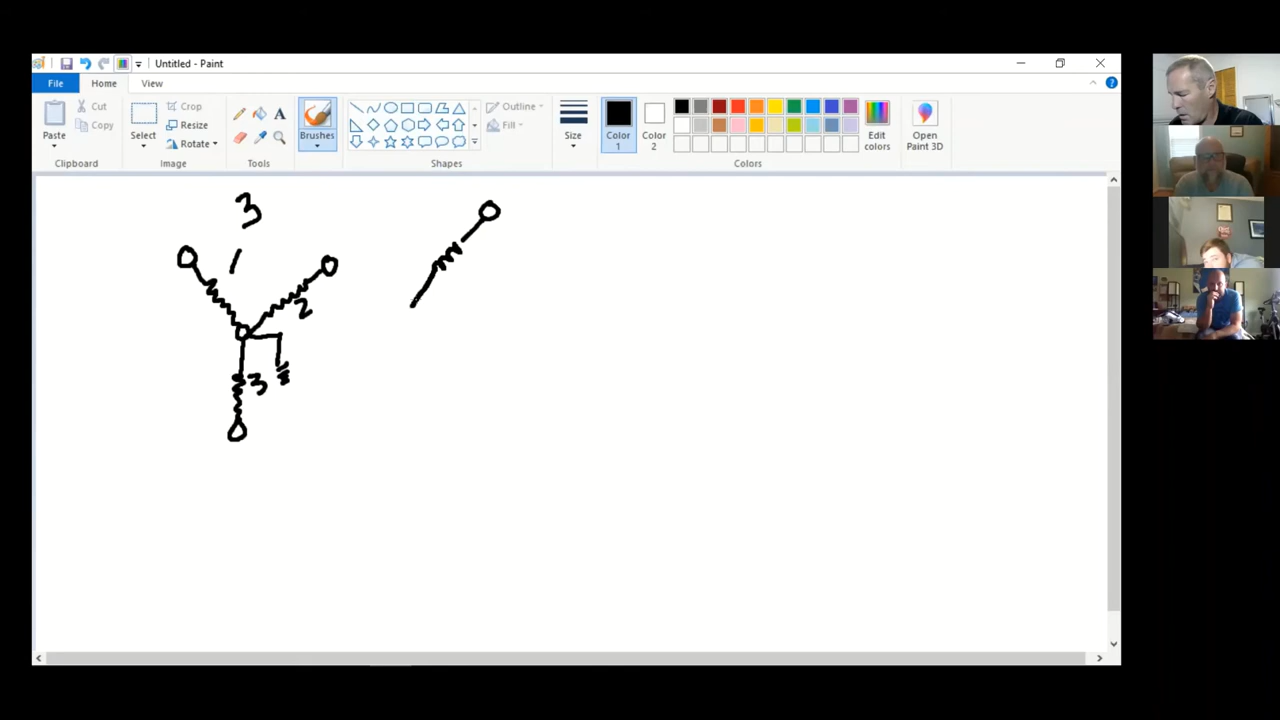 Untitled - Paint
File
Home
View
Paste
Cut
Copy
Clipboard
Select
Crop
Resize
Rotate
Image
Tools
Brushes
Shapes
Outline
Fill
Size
Color 1
Color 2
Colors
Edit colors
Open Paint 3D
3
1
2
3